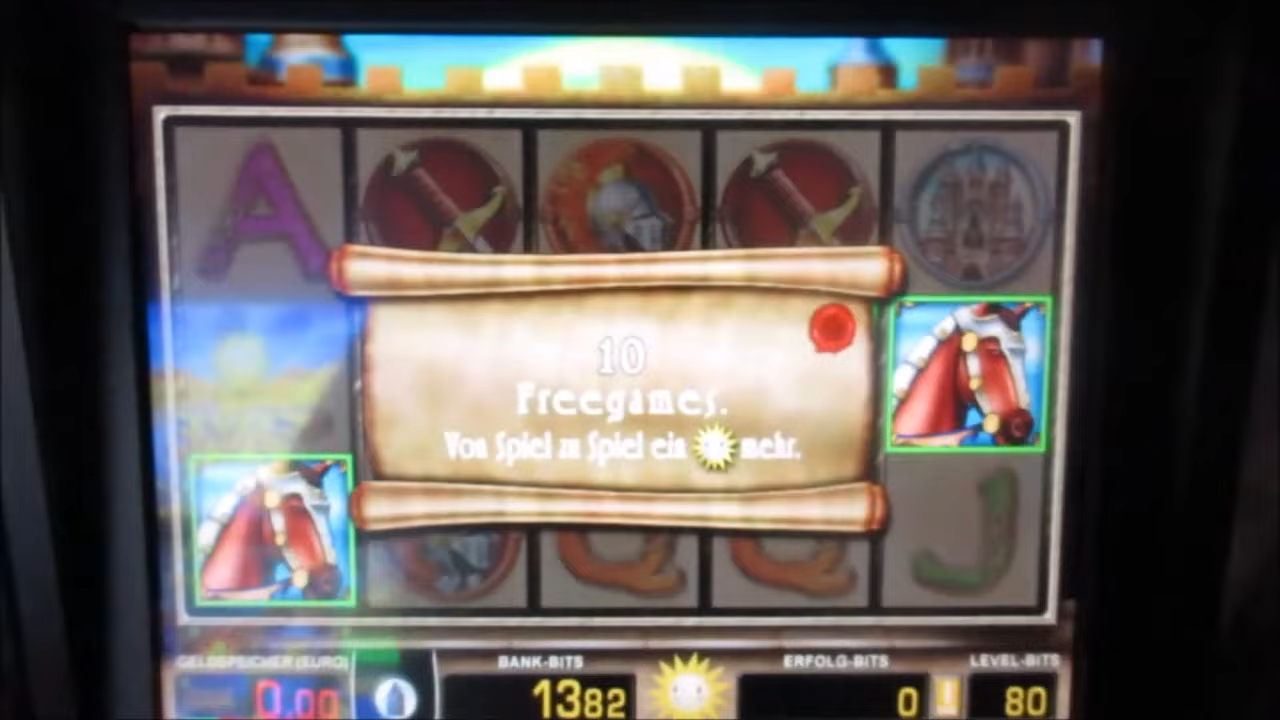 A
10
Freegames.
Von Spiel zu Spiel ein mehr.
Q Q J
GELDSPEICHER (EURO) BANK-BITS ERFOLG-BITS LEVEL-BITS
0,00 1382 0 80